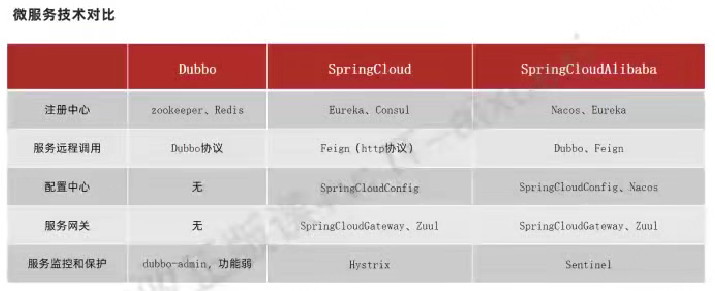 微服务技术对比
Dubbo SpringCloud SpringCloudAlibaba
注册中心 zookeeper、Redis Eureka、Consul Nacos、Eureka
服务远程调用 Dubbo协议 Feign（http协议） Dubbo、Feign
配置中心 无 SpringCloudConfig SpringCloudConfig、Nacos
服务网关 无 SpringCloudGateway、Zuul SpringCloudGateway、Zuul
服务监控和保护 dubbo-admin，功能弱 Hystrix Sentinel